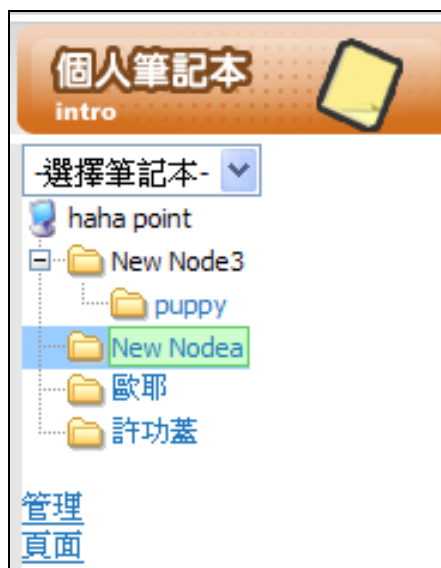 個人筆記本
intro
-選擇筆記本-
haha point
New Node3
puppy
New Nodea
歐耶
許功蓋
管理
頁面